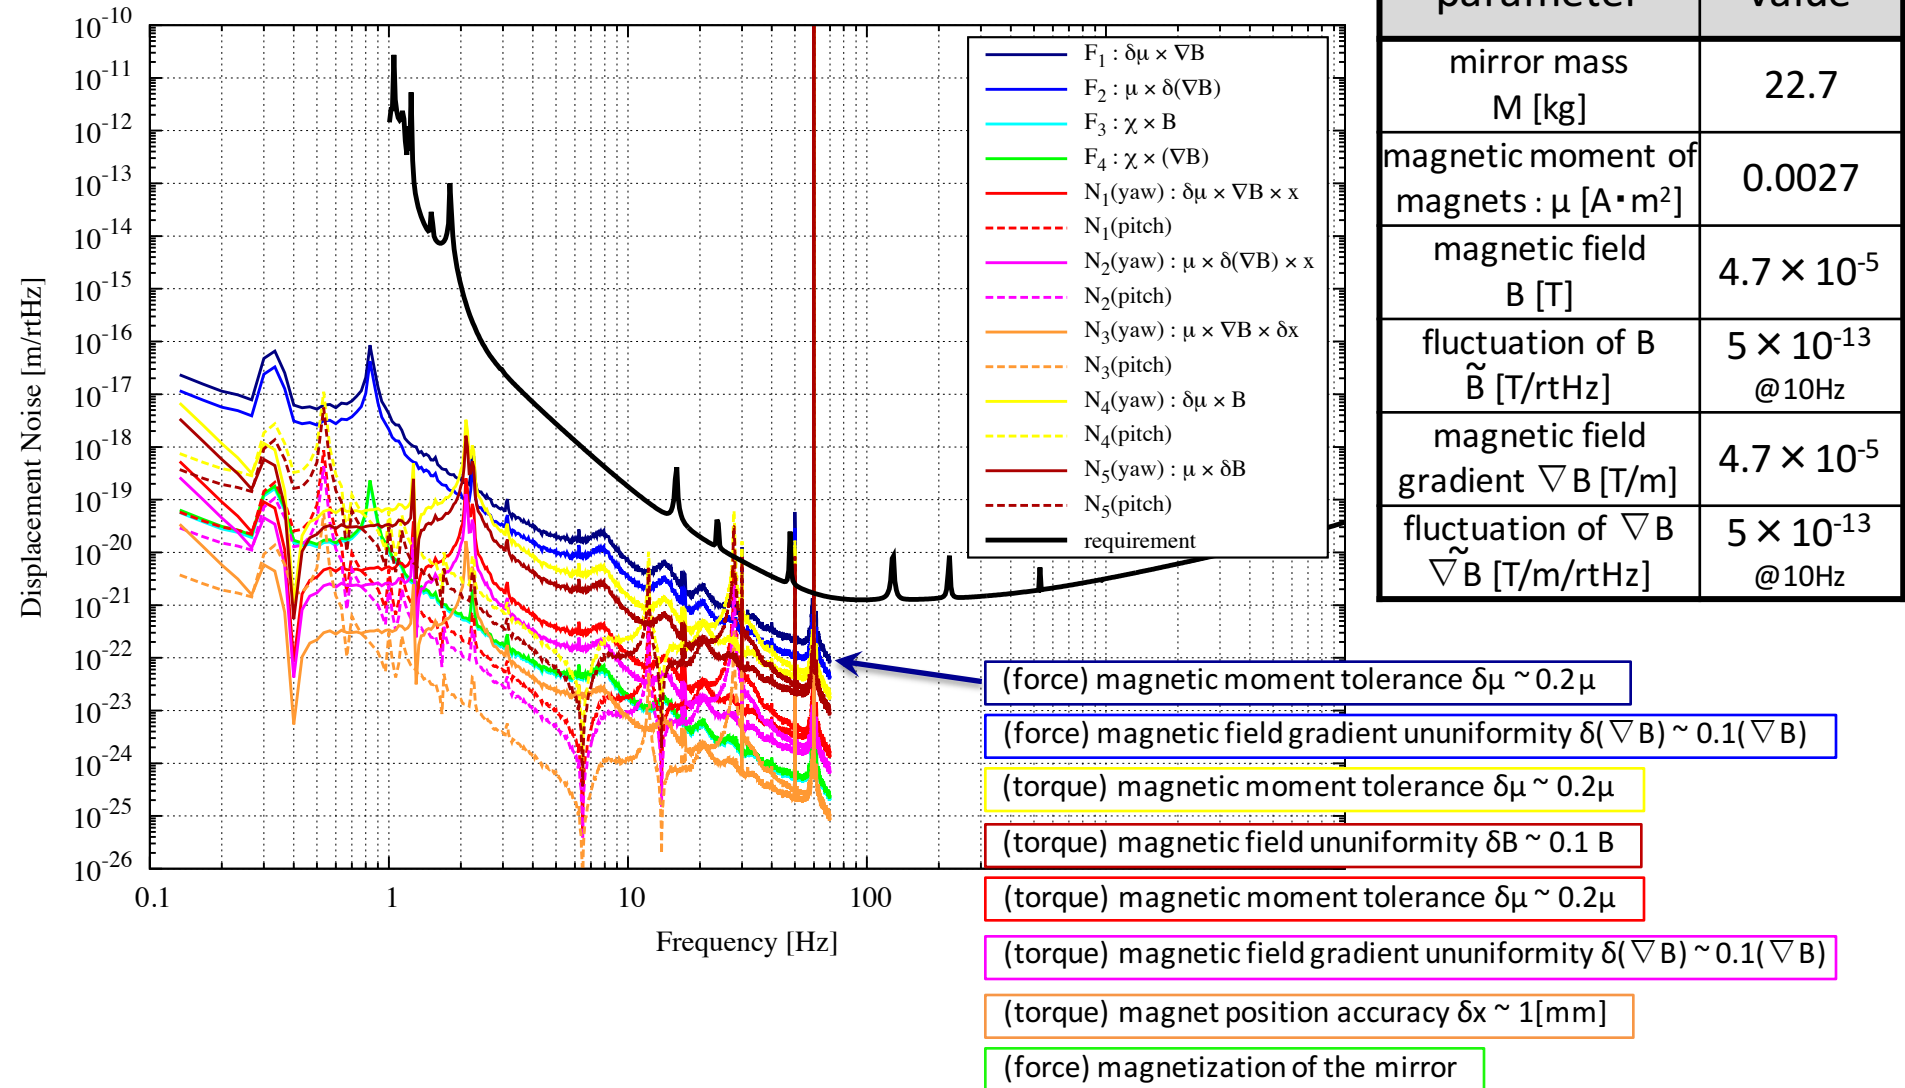 Displacement Noise [m/rtHz]
10^-10
10^-11
10^-12
10^-13
10^-14
10^-15
10^-16
10^-17
10^-18
10^-19
10^-20
10^-21
10^-22
10^-23
10^-24
10^-25
10^-26
0.1
1
10
100
Frequency [Hz]
F1 : δμ × ∇B
F2 : μ × δ(∇B)
F3 : χ × B
F4 : χ × (∇B)
N1(yaw) : δμ × ∇B × x
N1(pitch)
N2(yaw) : μ × δ(∇B) × x
N2(pitch)
N3(yaw) : μ × ∇B × δx
N3(pitch)
N4(yaw) : δμ × B
N4(pitch)
N5(yaw) : μ × δB
N5(pitch)
requirement
parameter value
mirror mass
M [kg]
22.7
magnetic moment of
magnets : μ [A·m²]
0.0027
magnetic field
B [T]
4.7 × 10^-5
fluctuation of B
B̃ [T/rtHz]
5 × 10^-13
@10Hz
magnetic field
gradient ▽B [T/m]
4.7 × 10^-5
fluctuation of ▽B
▽̃B [T/m/rtHz]
5 × 10^-13
@10Hz
(force) magnetic moment tolerance δμ ~ 0.2μ
(force) magnetic field gradient ununiformity δ(▽B) ~ 0.1(▽B)
(torque) magnetic moment tolerance δμ ~ 0.2μ
(torque) magnetic field ununiformity δB ~ 0.1 B
(torque) magnetic moment tolerance δμ ~ 0.2μ
(torque) magnetic field gradient ununiformity δ(▽B) ~ 0.1(▽B)
(torque) magnet position accuracy δx ~ 1[mm]
(force) magnetization of the mirror